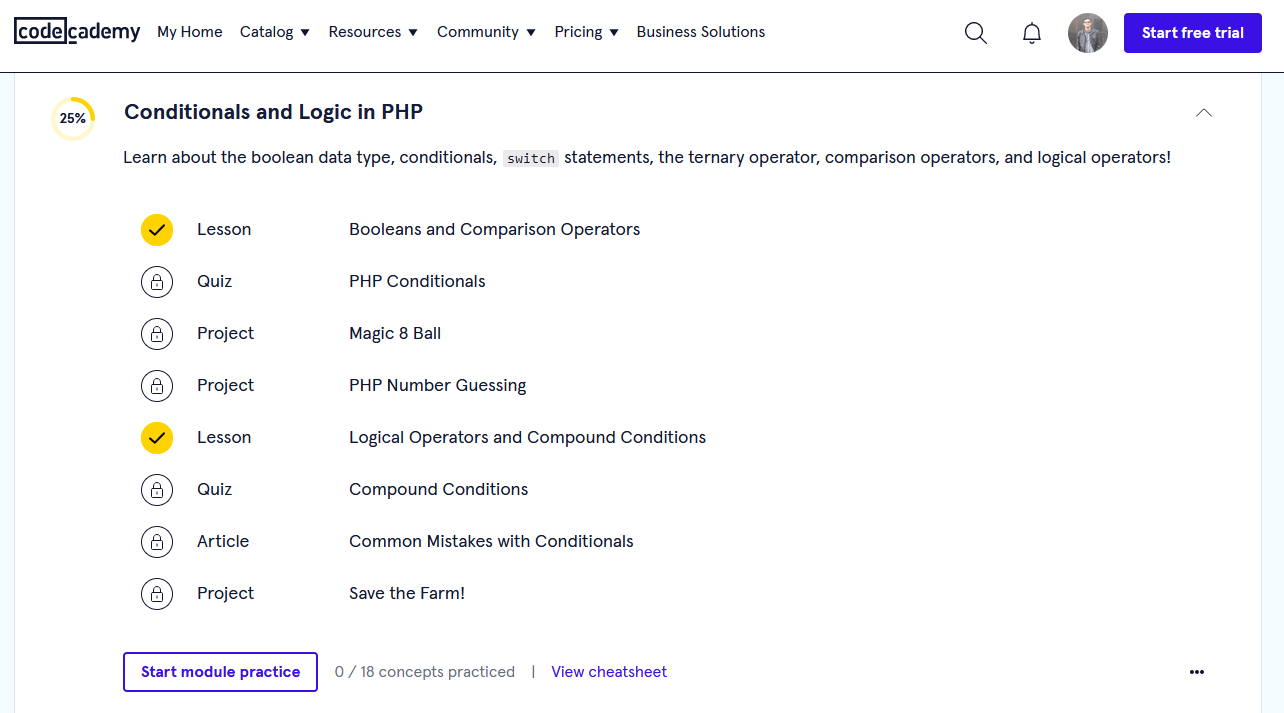 codecademy My Home Catalog Resources Community Pricing Business Solutions Start free trial
25% Conditionals and Logic in PHP
Learn about the boolean data type, conditionals, switch statements, the ternary operator, comparison operators, and logical operators!
Lesson Booleans and Comparison Operators
Quiz PHP Conditionals
Project Magic 8 Ball
Project PHP Number Guessing
Lesson Logical Operators and Compound Conditions
Quiz Compound Conditions
Article Common Mistakes with Conditionals
Project Save the Farm!
Start module practice 0 / 18 concepts practiced | View cheatsheet